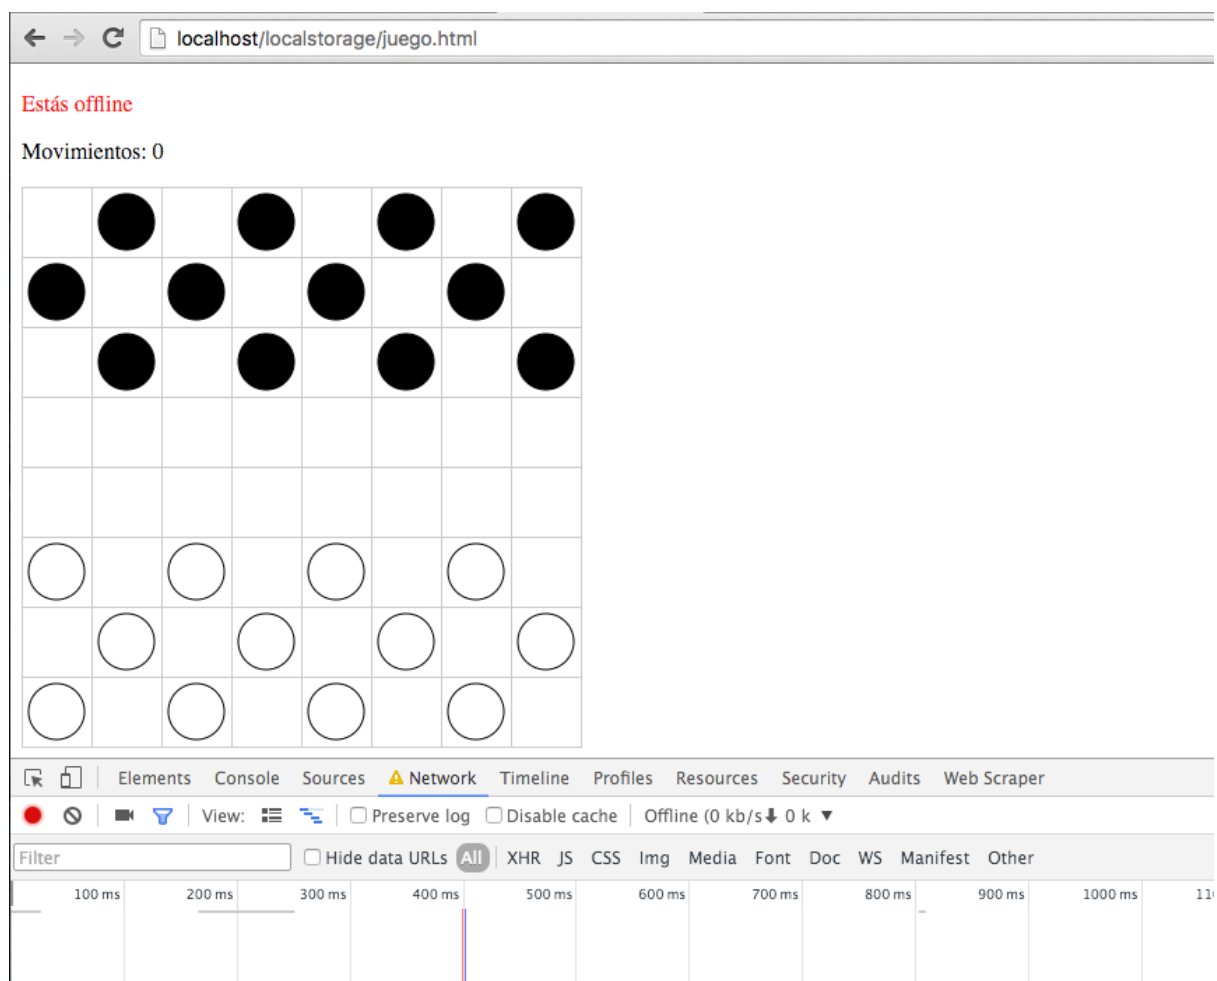 localhost/localstorage/juego.html
Estás offline
Movimientos: 0
Elements Console Sources Network Timeline Profiles Resources Security Audits Web Scraper
View: Preserve log Disable cache Offline (0 kb/s 0 k ▼
Filter Hide data URLs All XHR JS CSS Img Media Font Doc WS Manifest Other
100 ms 200 ms 300 ms 400 ms 500 ms 600 ms 700 ms 800 ms 900 ms 1000 ms 11